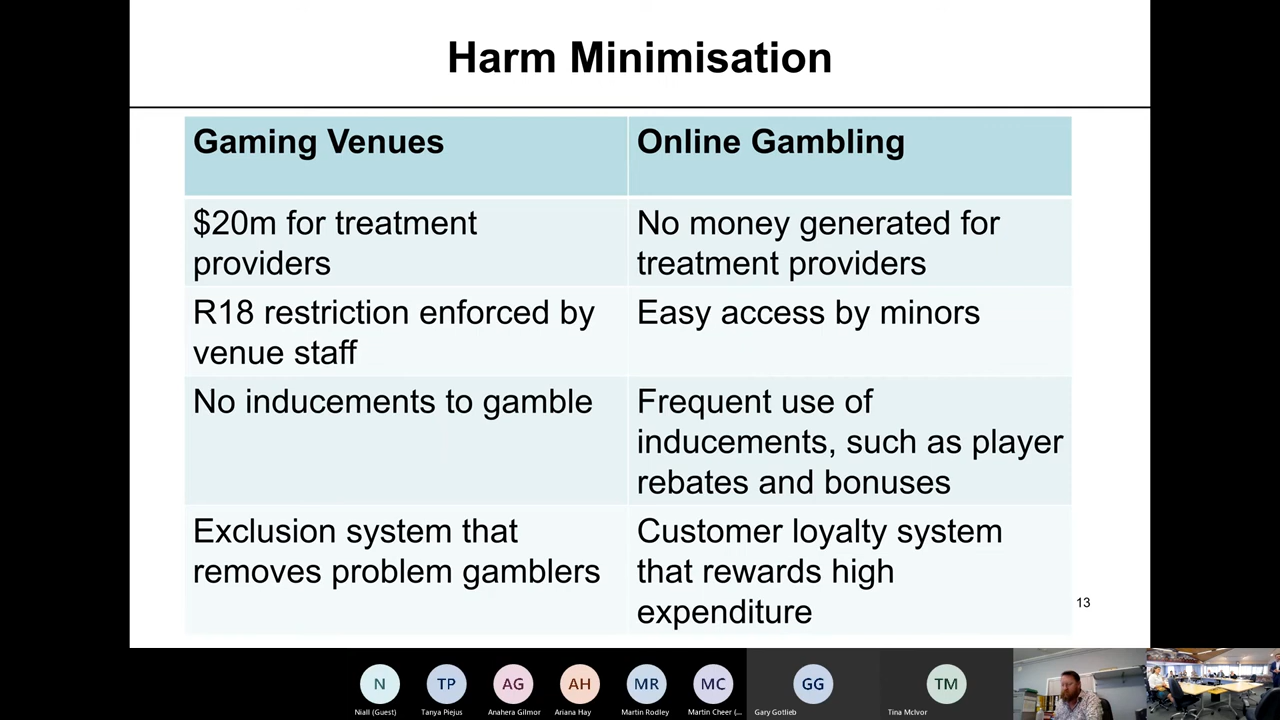 Harm Minimisation
Gaming Venues
Online Gambling
$20m for treatment
providers
No money generated for
treatment providers
R18 restriction enforced by
venue staff
Easy access by minors
No inducements to gamble
Frequent use of
inducements, such as player
rebates and bonuses
Exclusion system that
removes problem gamblers
Customer loyalty system
that rewards high
expenditure
13
N
TP
AG
AH
MR
MC
GG
TM
Niall (Guest)
Tanya Piejus
Anahera Gilmor
Ariana Hay
Martin Rodley
Martin Cheer (...
Gary Gotlieb
Tina McIvor